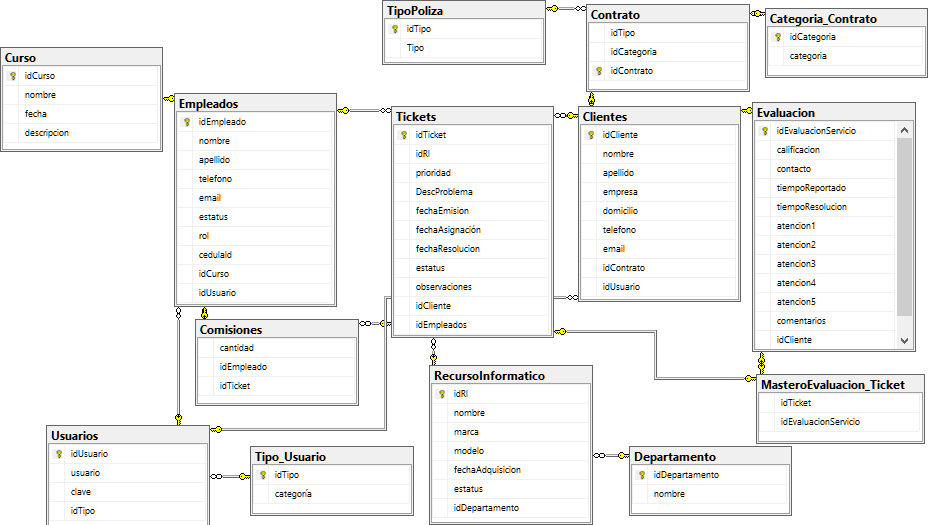 TipoPoliza
idTipo
Tipo
Contrato
idTipo
idCategoria
idContrato
Categoria_Contrato
idCategoria
categoria
Curso
idCurso
nombre
fecha
descripcion
Empleados
idEmpleado
nombre
apellido
telefono
email
estatus
rol
cedulaId
idCurso
idUsuario
Tickets
idTicket
idRI
prioridad
DescProblema
fechaEmision
fechaAsignación
fechaResolucion
estatus
observaciones
idCliente
idEmpleados
Clientes
idCliente
nombre
apellido
empresa
domicilio
telefono
email
idContrato
idUsuario
Evaluacion
idEvaluacionServicio
calificacion
contacto
tiempoReportado
tiempoResolucion
atencion1
atencion2
atencion3
atencion4
atencion5
comentarios
idCliente
Comisiones
cantidad
idEmpleado
idTicket
RecursoInformatico
idRI
nombre
marca
modelo
fechaAdquisicion
estatus
idDepartamento
MasteroEvaluacion_Ticket
idTicket
idEvaluacionServicio
Usuarios
idUsuario
usuario
clave
idTipo
Tipo_Usuario
idTipo
categoría
Departamento
idDepartamento
nombre